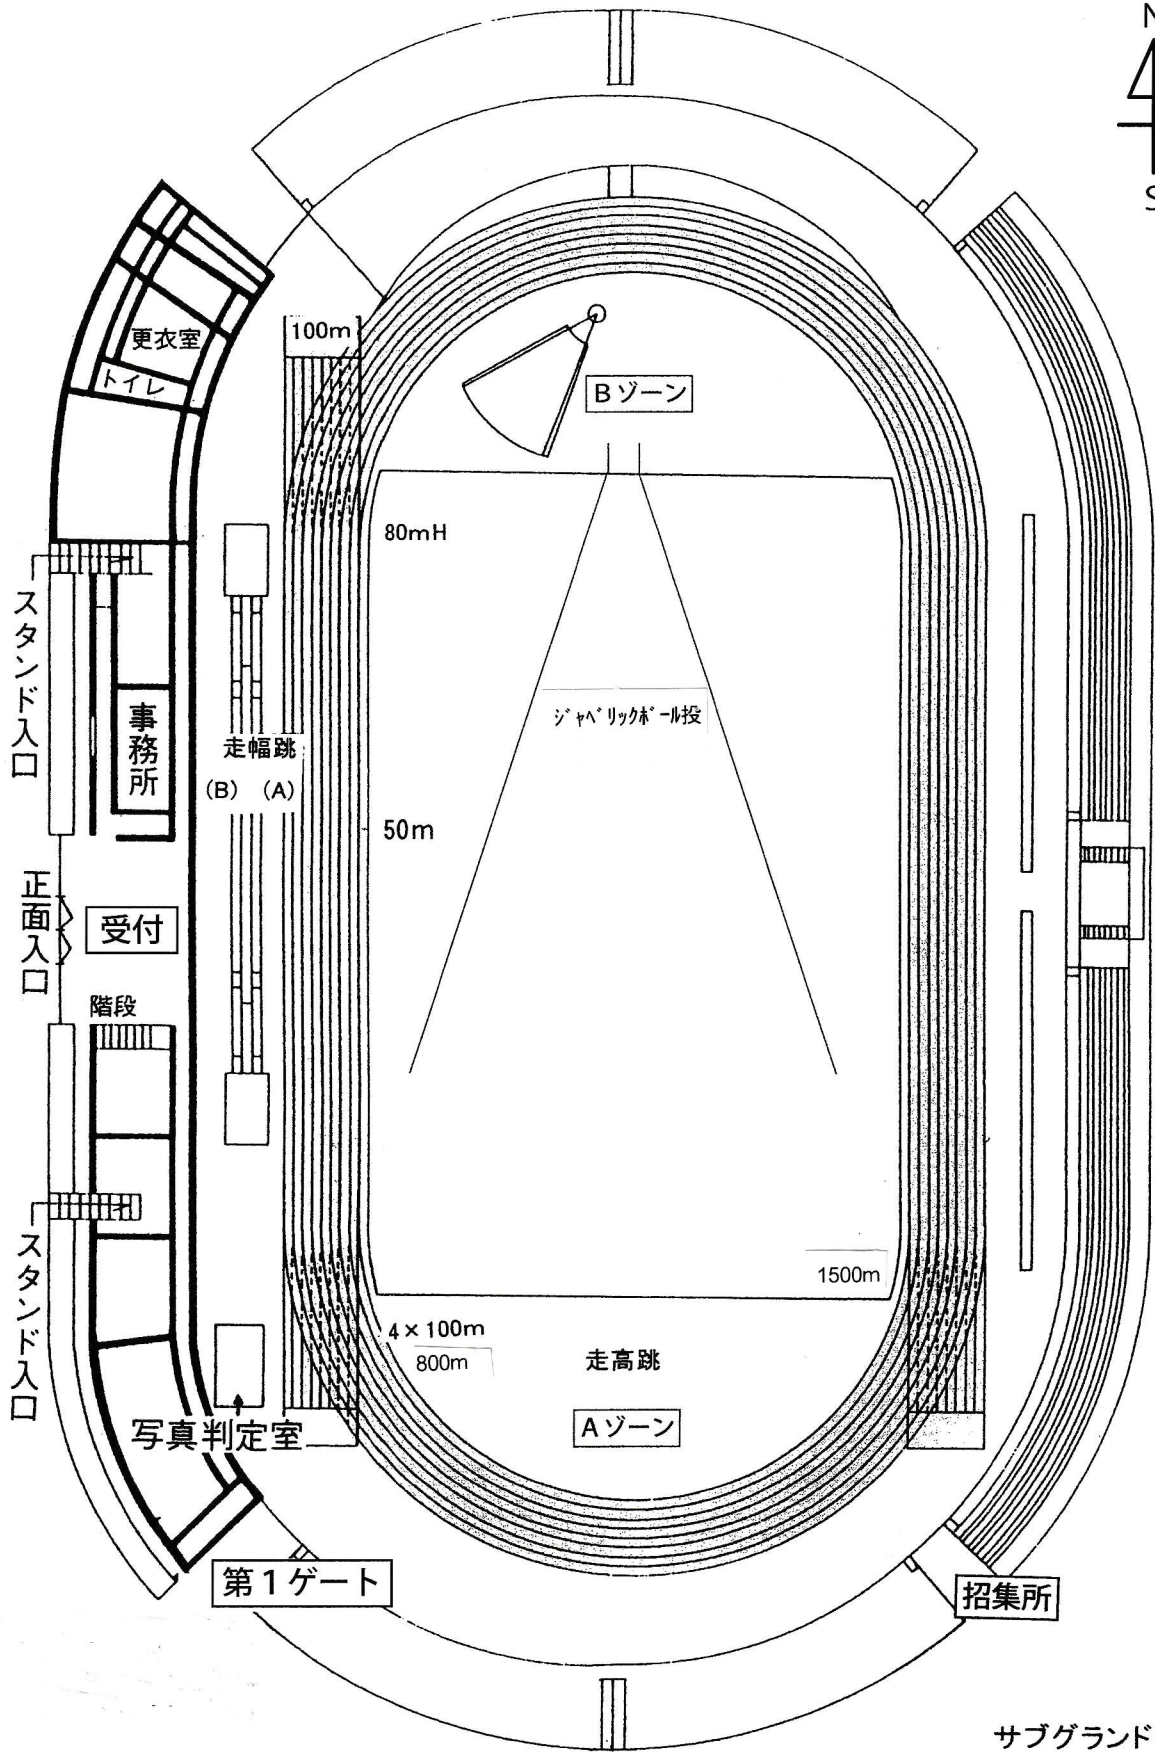 N
S
更衣室
トイレ
100m
Bゾーン
80mH
スタンド入口
事務所
走幅跳
(B) (A)
ジャベリックボール投
50m
正面入口
受付
階段
スタンド入口
1500m
4×100m
800m
走高跳
Aゾーン
写真判定室
第1ゲート
招集所
サブグランド